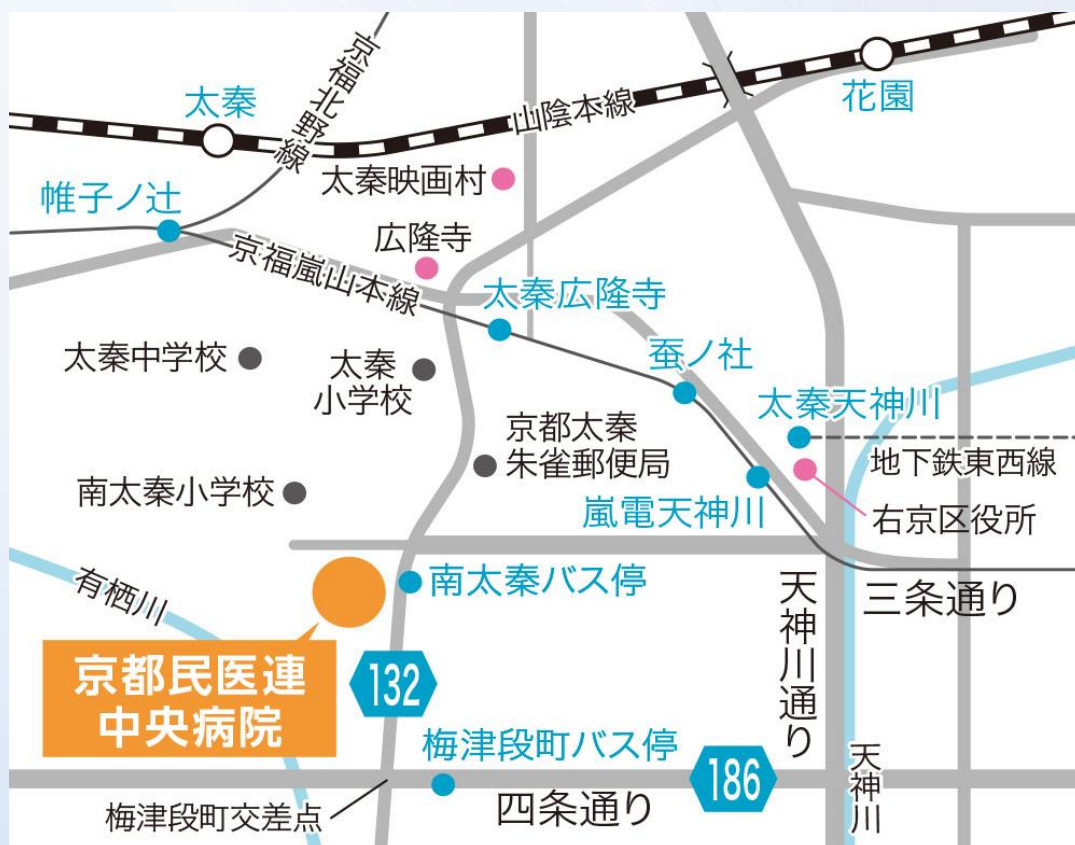 京福北野線
太秦
花園
山陰本線
太秦映画村
帷子ノ辻
広隆寺
京福嵐山本線
太秦広隆寺
太秦中学校
太秦
小学校
蚕ノ社
太秦天神川
京都太秦
朱雀郵便局
地下鉄東西線
南太秦小学校
嵐電天神川
右京区役所
有栖川
南太秦バス停
天神川通り
三条通り
京都民医連
中央病院
132
梅津段町バス停
186
天神川
梅津段町交差点
四条通り